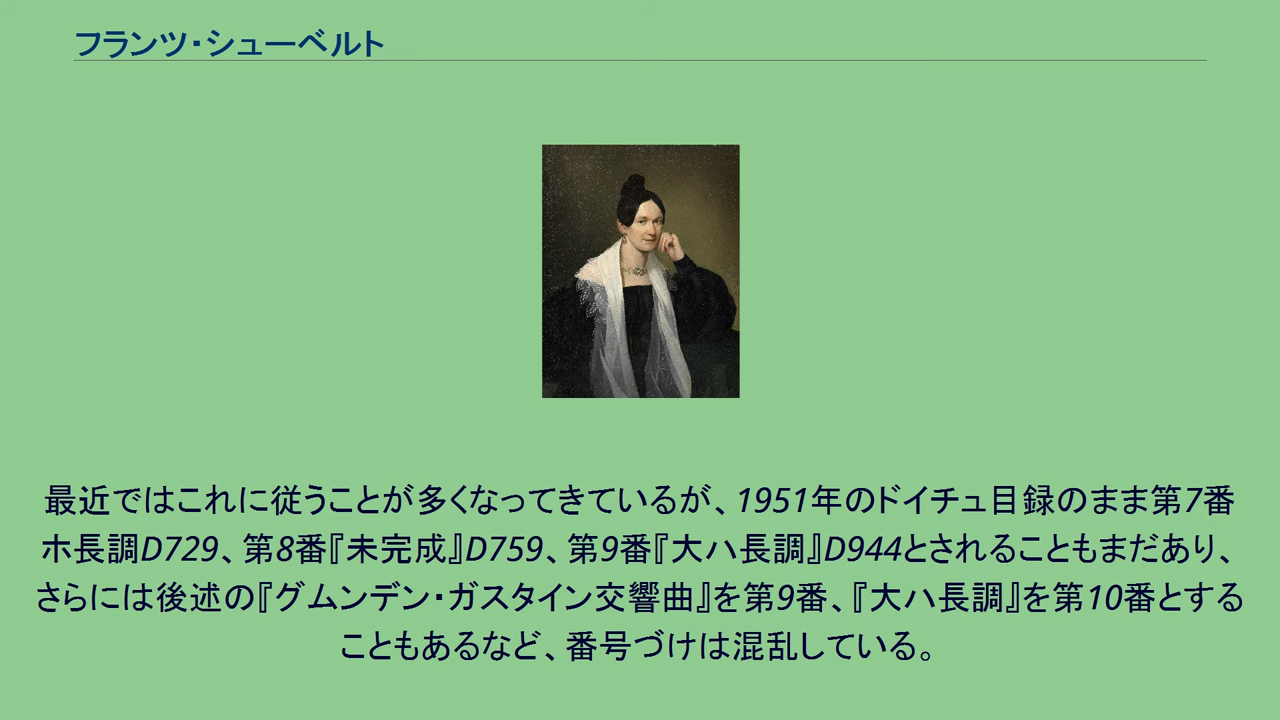 フランツ・シューベルト
最近ではこれに従うことが多くなってきているが、1951年のドイチュ目録のまま第7番
ホ長調D729、第8番『未完成』D759、第9番『大ハ長調』D944とされることもまだあり、
さらには後述の『グムンデン・ガスタイン交響曲』を第9番、『大ハ長調』を第10番とする
こともあるなど、番号づけは混乱している。